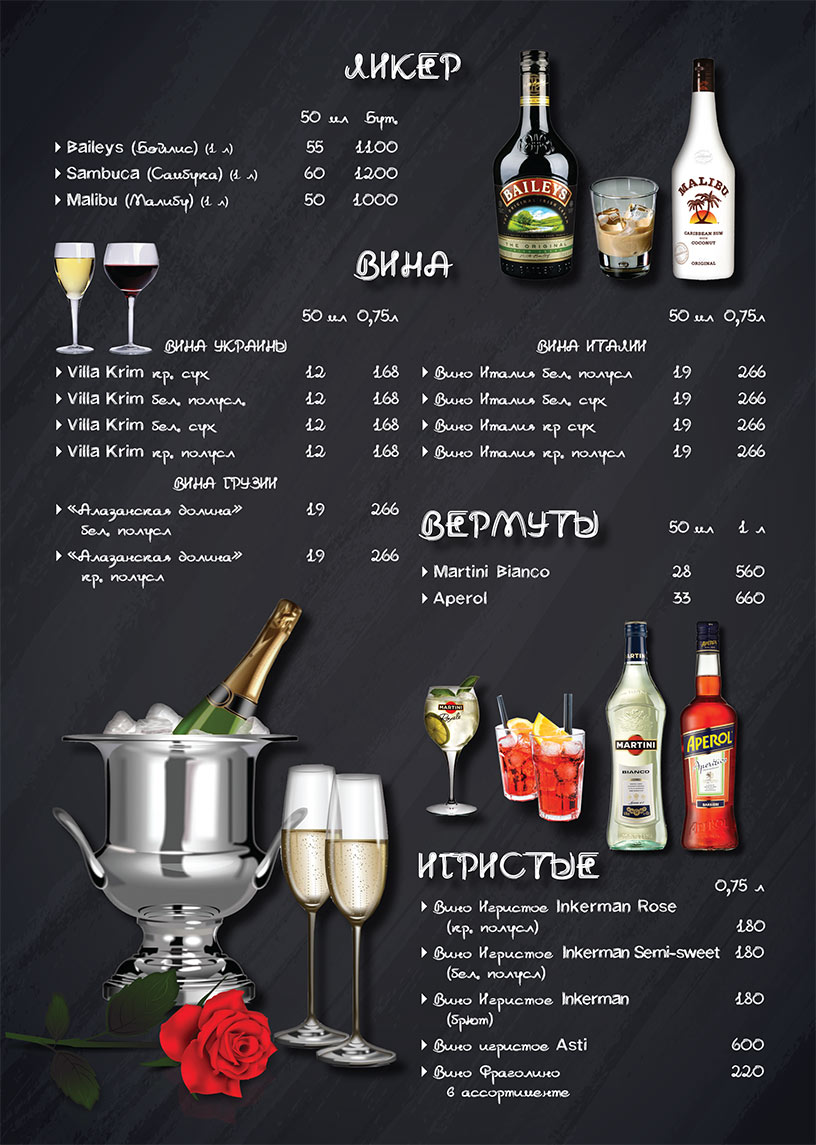 ЛИКЕР
50 мл Бут.
Baileys (Бэйлис) (1 л) 55 1100
Sambuca (Самбука) (1 л) 60 1200
Malibu (Малибу) (1 л) 50 1000
BAILEYS
THE ORIGINAL
MALIBU
CARIBBEAN RUM
WITH
COCONUT
ORIGINAL
ВИНА
50 мл 0,75л
ВИНА УКРАИНЫ
Villa Krim кр. сух 12 168
Villa Krim бел. полусл. 12 168
Villa Krim бел. сух 12 168
Villa Krim кр. полусл 12 168
ВИНА ГРУЗИИ
«Алазанская долина» 19 266
бел. полусл
«Алазанская долина» 19 266
кр. полусл
50 мл 0,75л
ВИНА ИТАЛИИ
Вино Италия бел. полусл 19 266
Вино Италия бел. сух 19 266
Вино Италия кр сух 19 266
Вино Италия кр. полусл 19 266
ВЕРМУТЫ 50 мл 1 л
Martini Bianco 28 560
Aperol 33 660
MARTINI
Royale
MARTINI
BIANCO
APEROL
Aperitivo
BARBIERI
ИГРИСТЫЕ
0,75 л
Вино Игристое Inkerman Rose
(кр. полусл) 180
Вино Игристое Inkerman Semi-sweet 180
(бел. полусл)
Вино Игристое Inkerman 180
(брют)
Вино игристое Asti 600
Вино Фраголино 220
в ассортименте